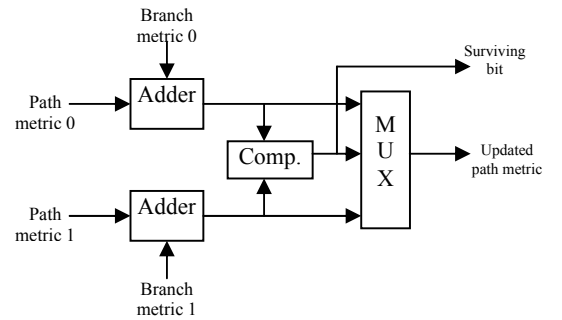 Branch
metric 0
Surviving
bit
Path
metric 0
Adder
M
U
X
Comp.
Updated
path metric
Path
metric 1
Adder
Branch
metric 1